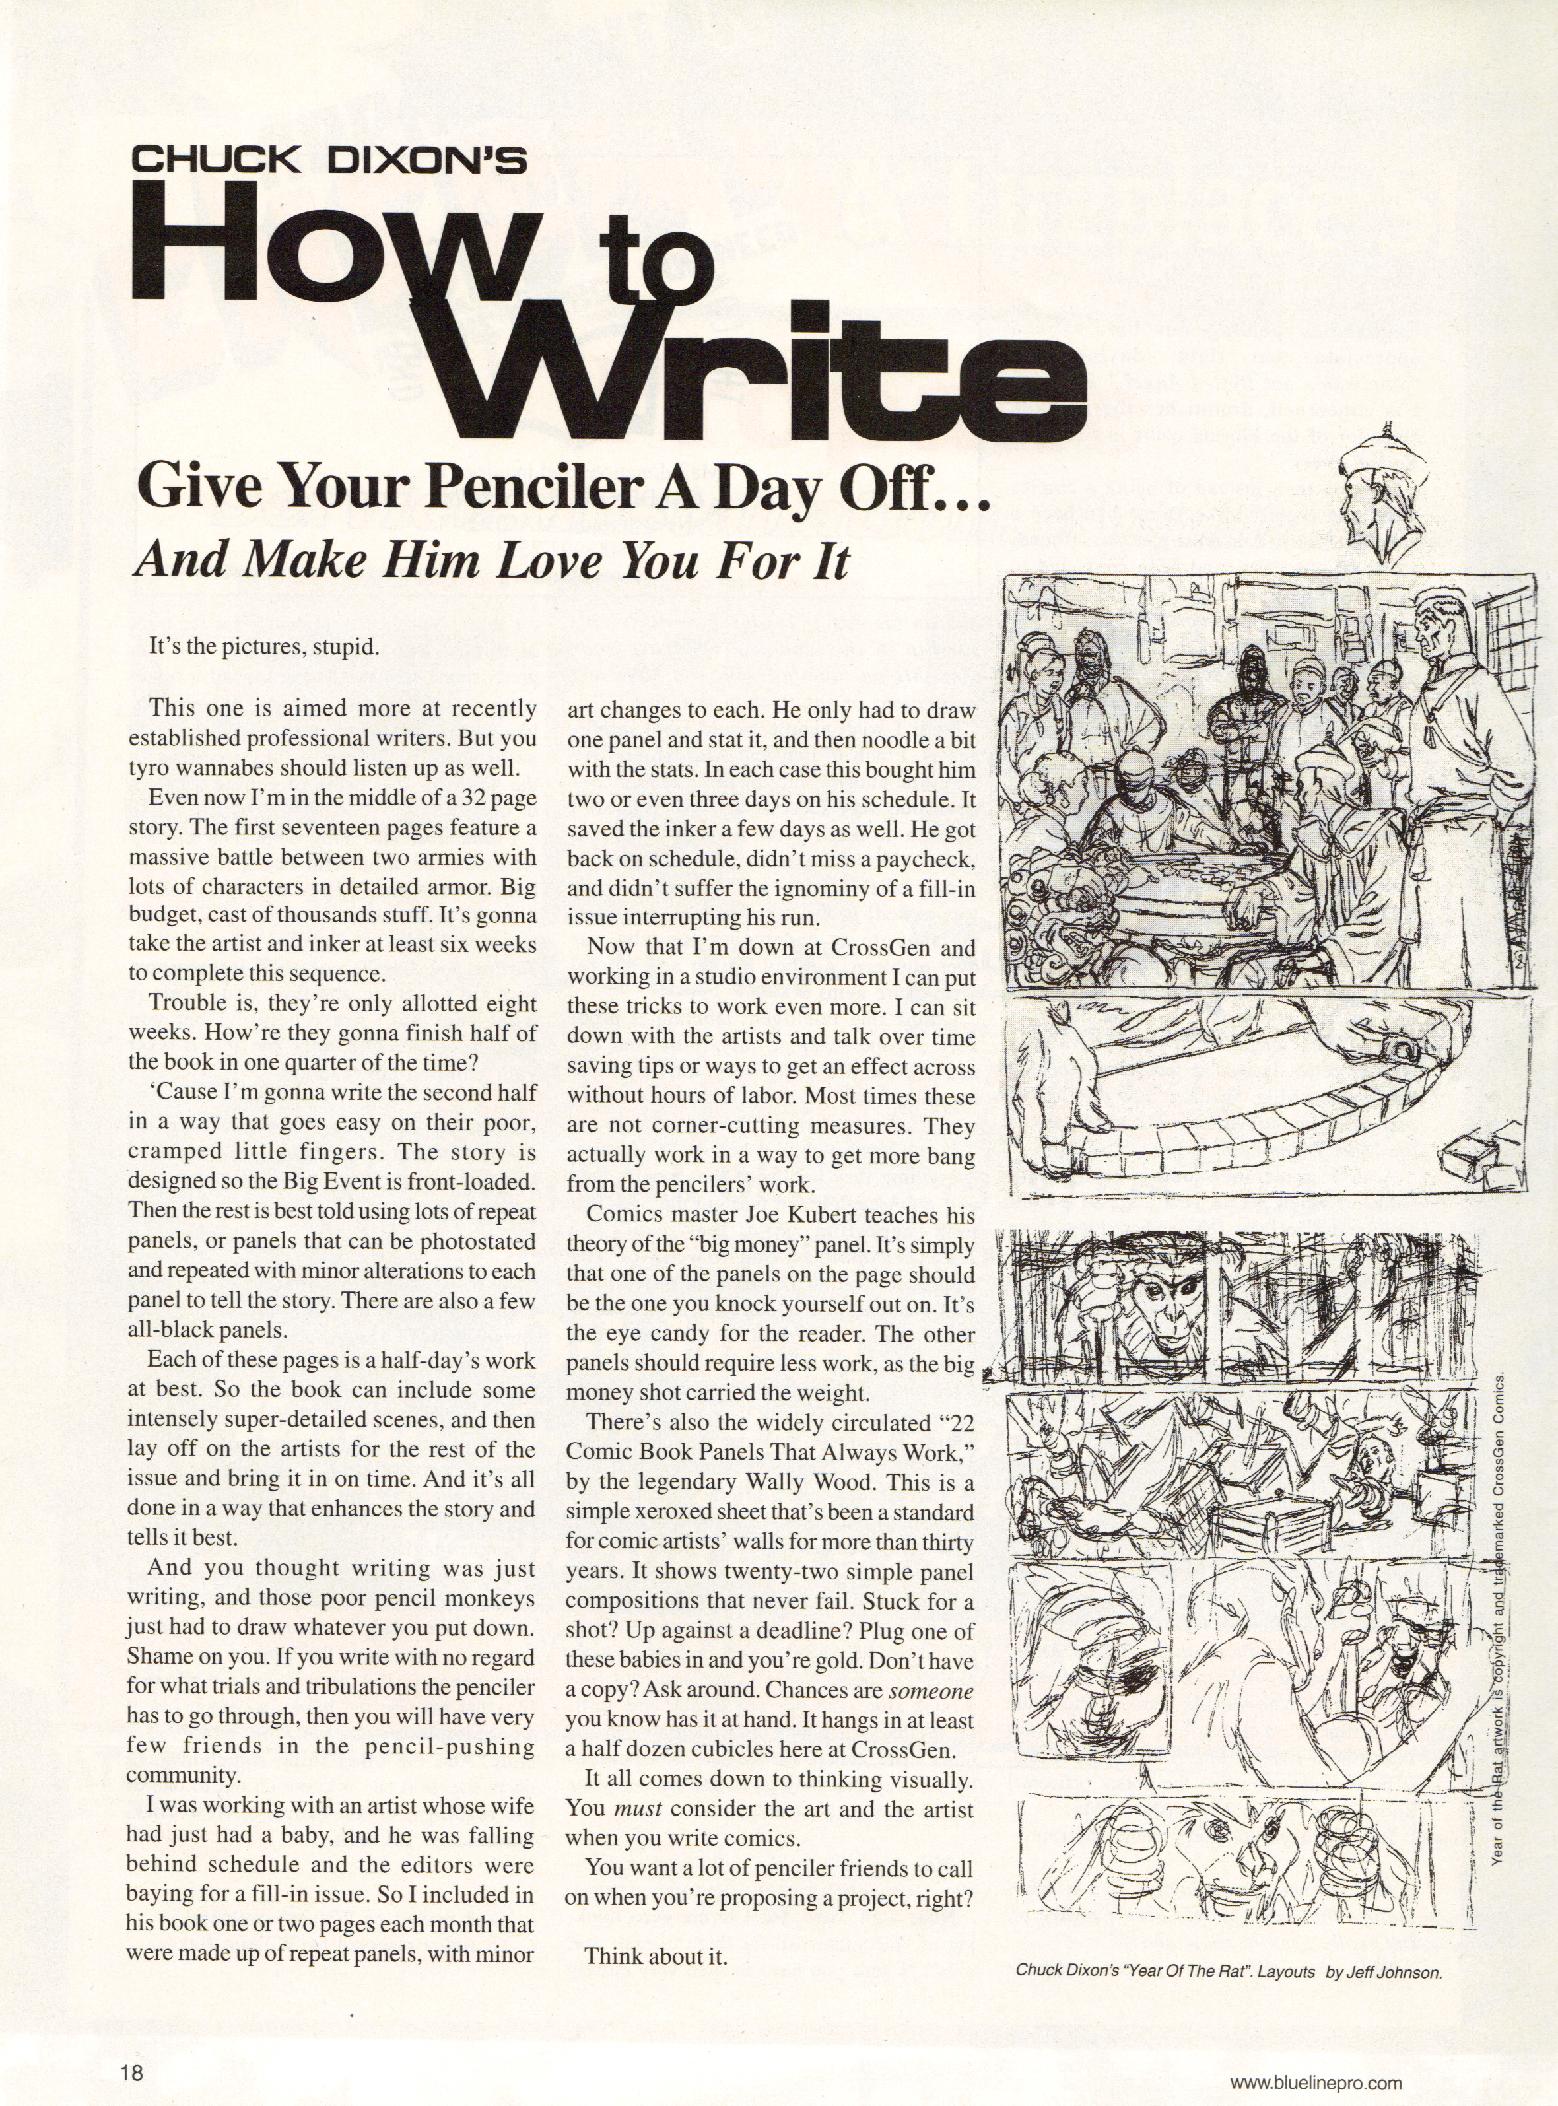 CHUCK DIXON'S
How to
Write
Give Your Penciler A Day Off...
And Make Him Love You For It
It's the pictures, stupid.
This one is aimed more at recently
established professional writers. But you
tyro wannabes should listen up as well.
Even now I'm in the middle of a 32 page
story. The first seventeen pages feature a
massive battle between two armies with
lots of characters in detailed armor. Big
budget, cast of thousands stuff. It's gonna
take the artist and inker at least six weeks
to complete this sequence.
Trouble is, they're only allotted eight
weeks. How're they gonna finish half of
the book in one quarter of the time?
'Cause I'm gonna write the second half
in a way that goes easy on their poor,
cramped little fingers. The story is
designed so the Big Event is front-loaded.
Then the rest is best told using lots of repeat
panels, or panels that can be photostated
and repeated with minor alterations to each
panel to tell the story. There are also a few
all-black panels.
Each of these pages is a half-day's work
at best. So the book can include some
intensely super-detailed scenes, and then
lay off on the artists for the rest of the
issue and bring it in on time. And it's all
done in a way that enhances the story and
tells it best.
And you thought writing was just
writing, and those poor pencil monkeys
just had to draw whatever you put down.
Shame on you. If you write with no regard
for what trials and tribulations the penciler
has to go through, then you will have very
few friends in the pencil-pushing
community.
I was working with an artist whose wife
had just had a baby, and he was falling
behind schedule and the editors were
baying for a fill-in issue. So I included in
his book one or two pages each month that
were made up of repeat panels, with minor
art changes to each. He only had to draw
one panel and stat it, and then noodle a bit
with the stats. In each case this bought him
two or even three days on his schedule. It
saved the inker a few days as well. He got
back on schedule, didn't miss a paycheck,
and didn't suffer the ignominy of a fill-in
issue interrupting his run.
Now that I'm down at CrossGen and
working in a studio environment I can put
these tricks to work even more. I can sit
down with the artists and talk over time
saving tips or ways to get an effect across
without hours of labor. Most times these
are not corner-cutting measures. They
actually work in a way to get more bang
from the pencilers' work.
Comics master Joe Kubert teaches his
theory of the "big money" panel. It's simply
that one of the panels on the page should
be the one you knock yourself out on. It's
the eye candy for the reader. The other
panels should require less work, as the big
money shot carried the weight.
There's also the widely circulated "22
Comic Book Panels That Always Work,"
by the legendary Wally Wood. This is a
simple xeroxed sheet that's been a standard
for comic artists' walls for more than thirty
years. It shows twenty-two simple panel
compositions that never fail. Stuck for a
shot? Up against a deadline? Plug one of
these babies in and you're gold. Don't have
a copy? Ask around. Chances are someone
you know has it at hand. It hangs in at least
a half dozen cubicles here at CrossGen.
It all comes down to thinking visually.
You must consider the art and the artist
when you write comics.
You want a lot of penciler friends to call
on when you're proposing a project, right?
Think about it.
Year of the Rat artwork is copyright and trademarked CrossGen Comics.
Chuck Dixon's "Year Of The Rat". Layouts by Jeff Johnson.
18
www.bluelinepro.com